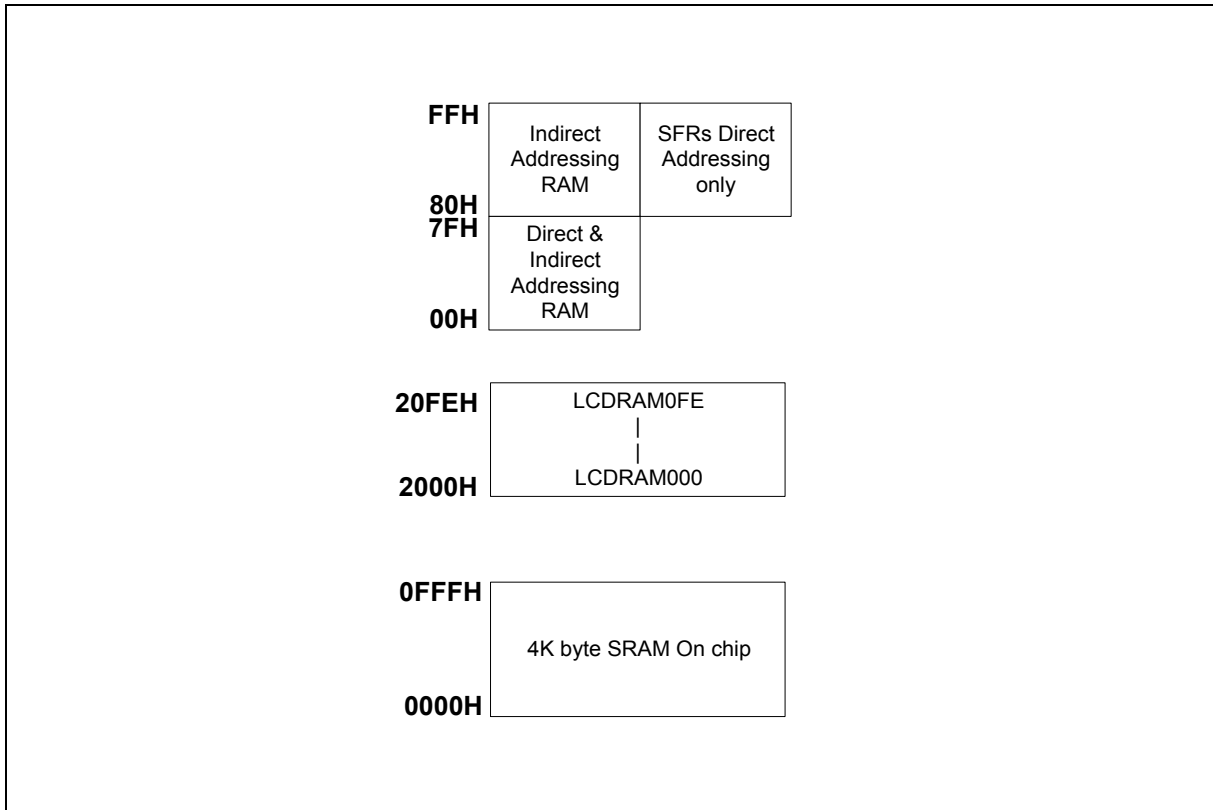 FFH
Indirect
Addressing
RAM
SFRs Direct
Addressing
only
80H
7FH
Direct &
Indirect
Addressing
RAM
00H
20FEH
LCDRAM0FE
|
|
LCDRAM000
2000H
0FFFH
4K byte SRAM On chip
0000H